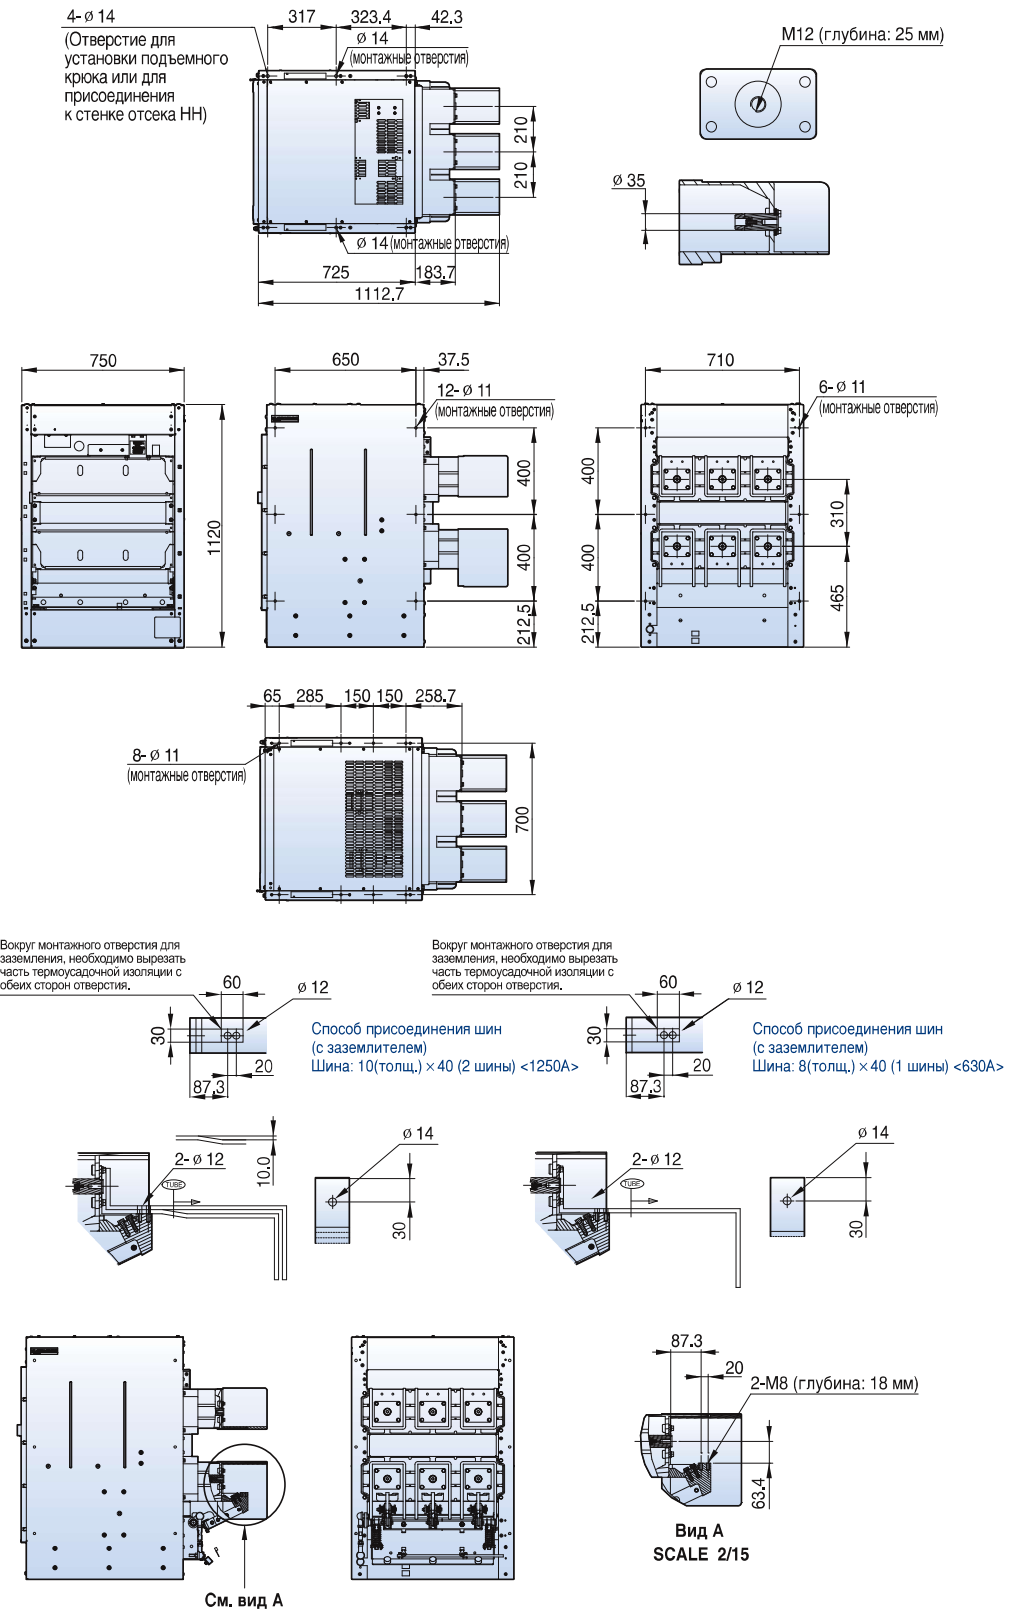 4-ø 14
(Отверстие для
установки подъемного
крюка или для
присоединения
к стенке отсека НН)
317
323.4
42.3
ø 14
(монтажные отверстия)
210
210
ø 14 (монтажные отверстия)
725
183.7
1112.7
M12 (глубина: 25 мм)
ø 35
750
1120
650
37.5
12-ø 11
(монтажные отверстия)
400
400
212.5
710
6-ø 11
(монтажные отверстия)
400
400
212.5
310
465
65
285
150
150
258.7
8-ø 11
(монтажные отверстия)
700
Вокруг монтажного отверстия для
заземления, необходимо вырезать
часть термоусадочной изоляции с
обеих сторон отверстия.
60
ø 12
30
20
87.3
Способ присоединения шин
(с заземлителем)
Шина: 10(толщ.)×40 (2 шины) <1250A>
Вокруг монтажного отверстия для
заземления, необходимо вырезать
часть термоусадочной изоляции с
обеих сторон отверстия.
60
ø 12
30
20
87.3
Способ присоединения шин
(с заземлителем)
Шина: 8(толщ.)×40 (1 шины) <630A>
2-ø 12
TUBE
10.0
ø 14
30
2-ø 12
TUBE
ø 14
30
См. вид А
87.3
20
2-M8 (глубина: 18 мм)
63.4
Вид А
SCALE 2/15